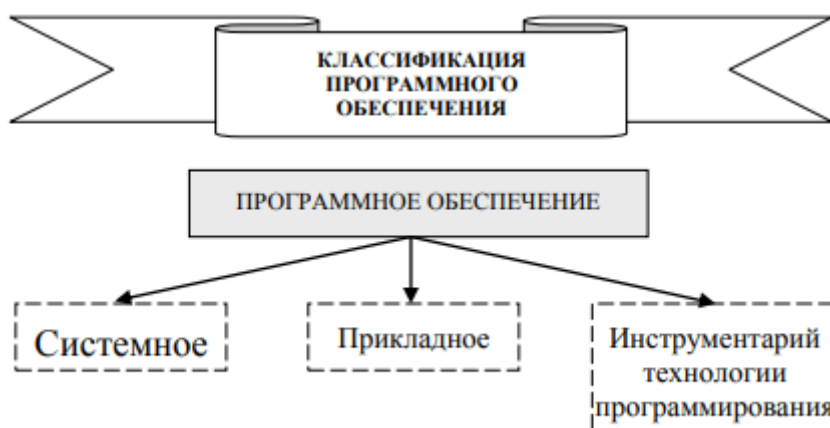 КЛАССИФИКАЦИЯ
ПРОГРАММНОГО
ОБЕСПЕЧЕНИЯ
ПРОГРАММНОЕ ОБЕСПЕЧЕНИЕ
Системное
Прикладное
Инструментарий
технологии
программирования